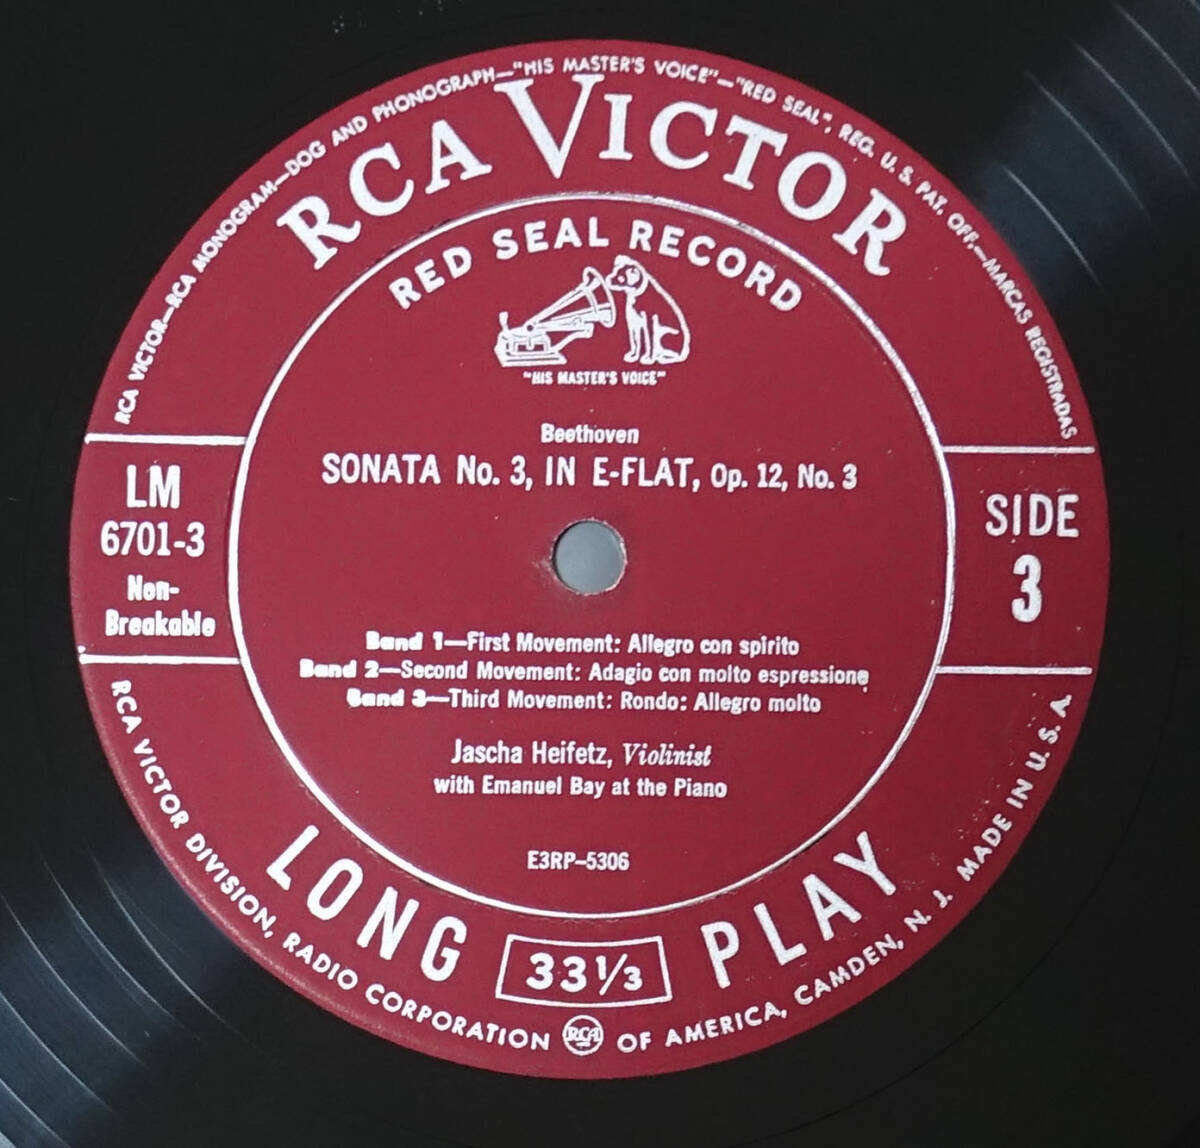 RCA VICTOR—RCA MONOGRAM—DOG AND PHONOGRAPH—"HIS MASTER'S VOICE"—"RED SEAL", REG. U. S. PAT. OFF.—MARCAS REGISTRADAS
RCA VICTOR
RED SEAL RECORD
"HIS MASTER'S VOICE"
Beethoven
SONATA No. 3, IN E-FLAT, Op. 12, No. 3
LM
6701-3
Non-
Breakable
SIDE
3
Band 1—First Movement: Allegro con spirito
Band 2—Second Movement: Adagio con molto espressione
Band 3—Third Movement: Rondo: Allegro molto
Jascha Heifetz, Violinist
with Emanuel Bay at the Piano
E3RP-5306
LONG 33 1/3 PLAY
RCA VICTOR DIVISION, RADIO CORPORATION RCA OF AMERICA, CAMDEN, N. J. MADE IN U. S. A.